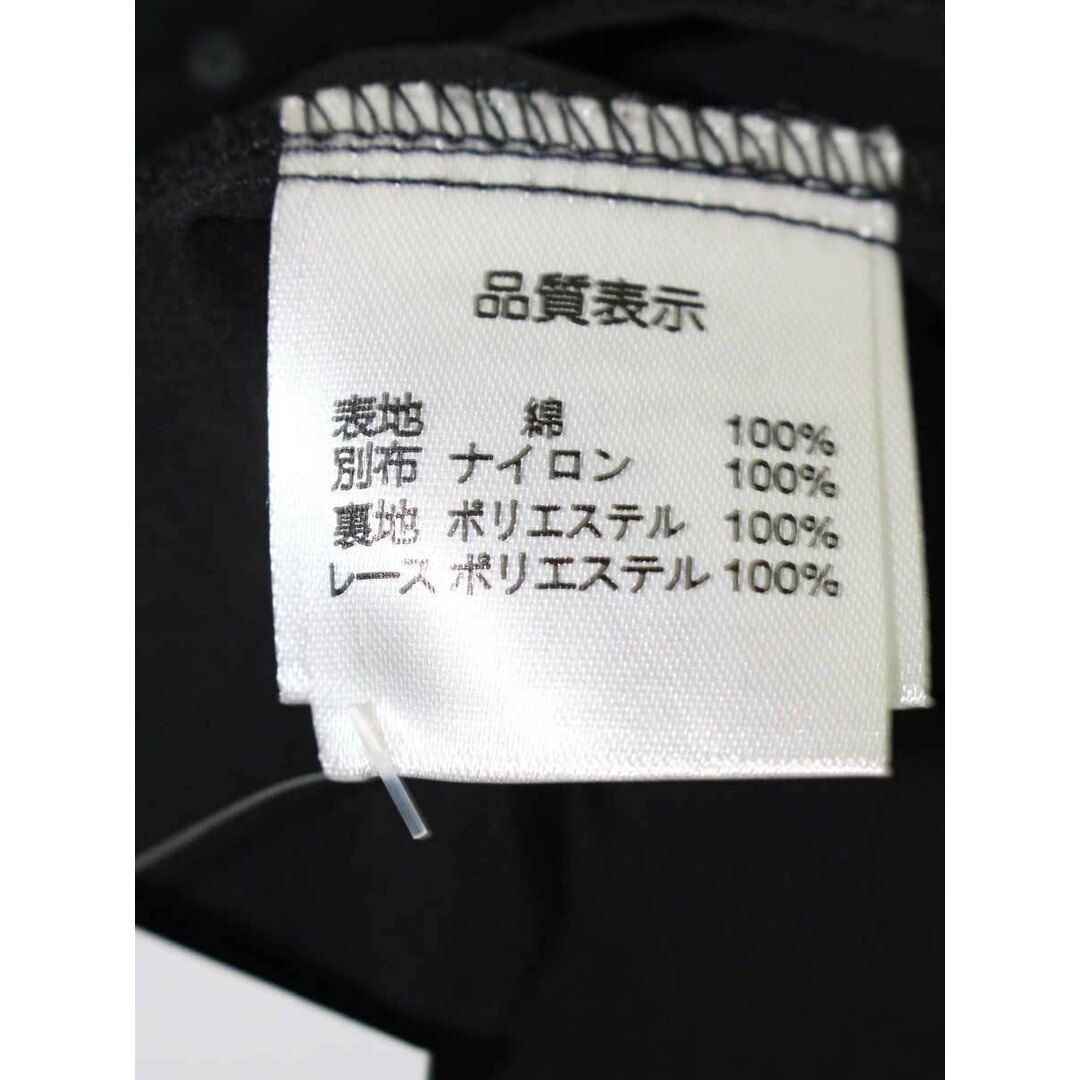 品質表示
表地 綿 100%
別布 ナイロン 100%
裏地 ポリエステル 100%
レース ポリエステル 100%